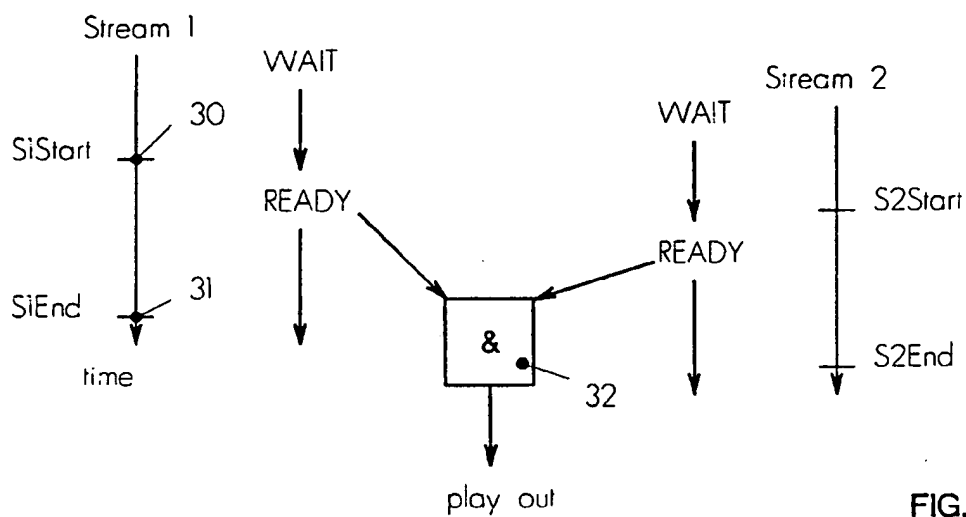 Stream 1
WAIT
30
SiStart
READY
SiEnd
31
time
Stream 2
WAIT
S2Start
READY
S2End
&
32
play out
FIG.